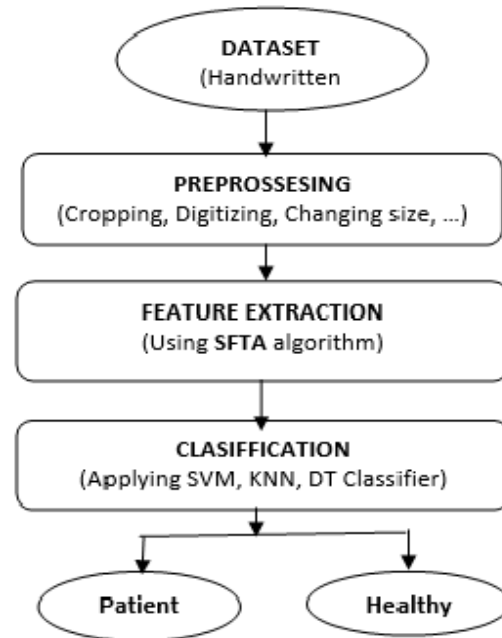 DATASET
(Handwritten
PREPROSSESING
(Cropping, Digitizing, Changing size, ...)
FEATURE EXTRACTION
(Using SFTA algorithm)
CLASIFFICATION
(Applying SVM, KNN, DT Classifier)
Patient
Healthy